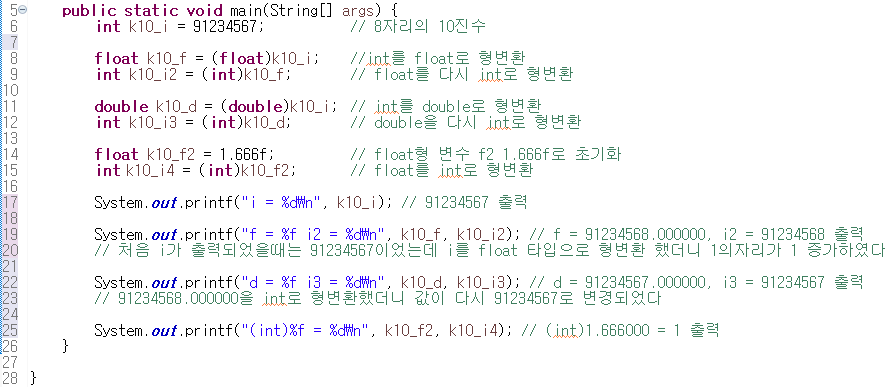 5 public static void main(String[] args) {
6 int k10_i = 91234567; // 8자리의 10진수
7
8 float k10_f = (float)k10_i; //int를 float로 형변환
9 int k10_i2 = (int)k10_f; // float를 다시 int로 형변환
10
11 double k10_d = (double)k10_i; // int를 double로 형변환
12 int k10_i3 = (int)k10_d; // double을 다시 int로 형변환
13
14 float k10_f2 = 1.666f; // float형 변수 f2 1.666f로 초기화
15 int k10_i4 = (int)k10_f2; // float를 int로 형변환
16
17 System.out.printf("i = %d₩n", k10_i); // 91234567 출력
18
19 System.out.printf("f = %f i2 = %d₩n", k10_f, k10_i2); // f = 91234568.000000, i2 = 91234568 출력
20 // 처음 i가 출력되었을때는 91234567이었는데 i를 float 타입으로 형변환 했더니 1의자리가 1 증가하였다
21
22 System.out.printf("d = %f i3 = %d₩n", k10_d, k10_i3); // d = 91234567.000000, i3 = 91234567 출력
23 // 91234568.000000을 int로 형변환했더니 값이 다시 91234567로 변경되었다
24
25 System.out.printf("(int)%f = %d₩n", k10_f2, k10_i4); // (int)1.666000 = 1 출력
26 }
27
28 }